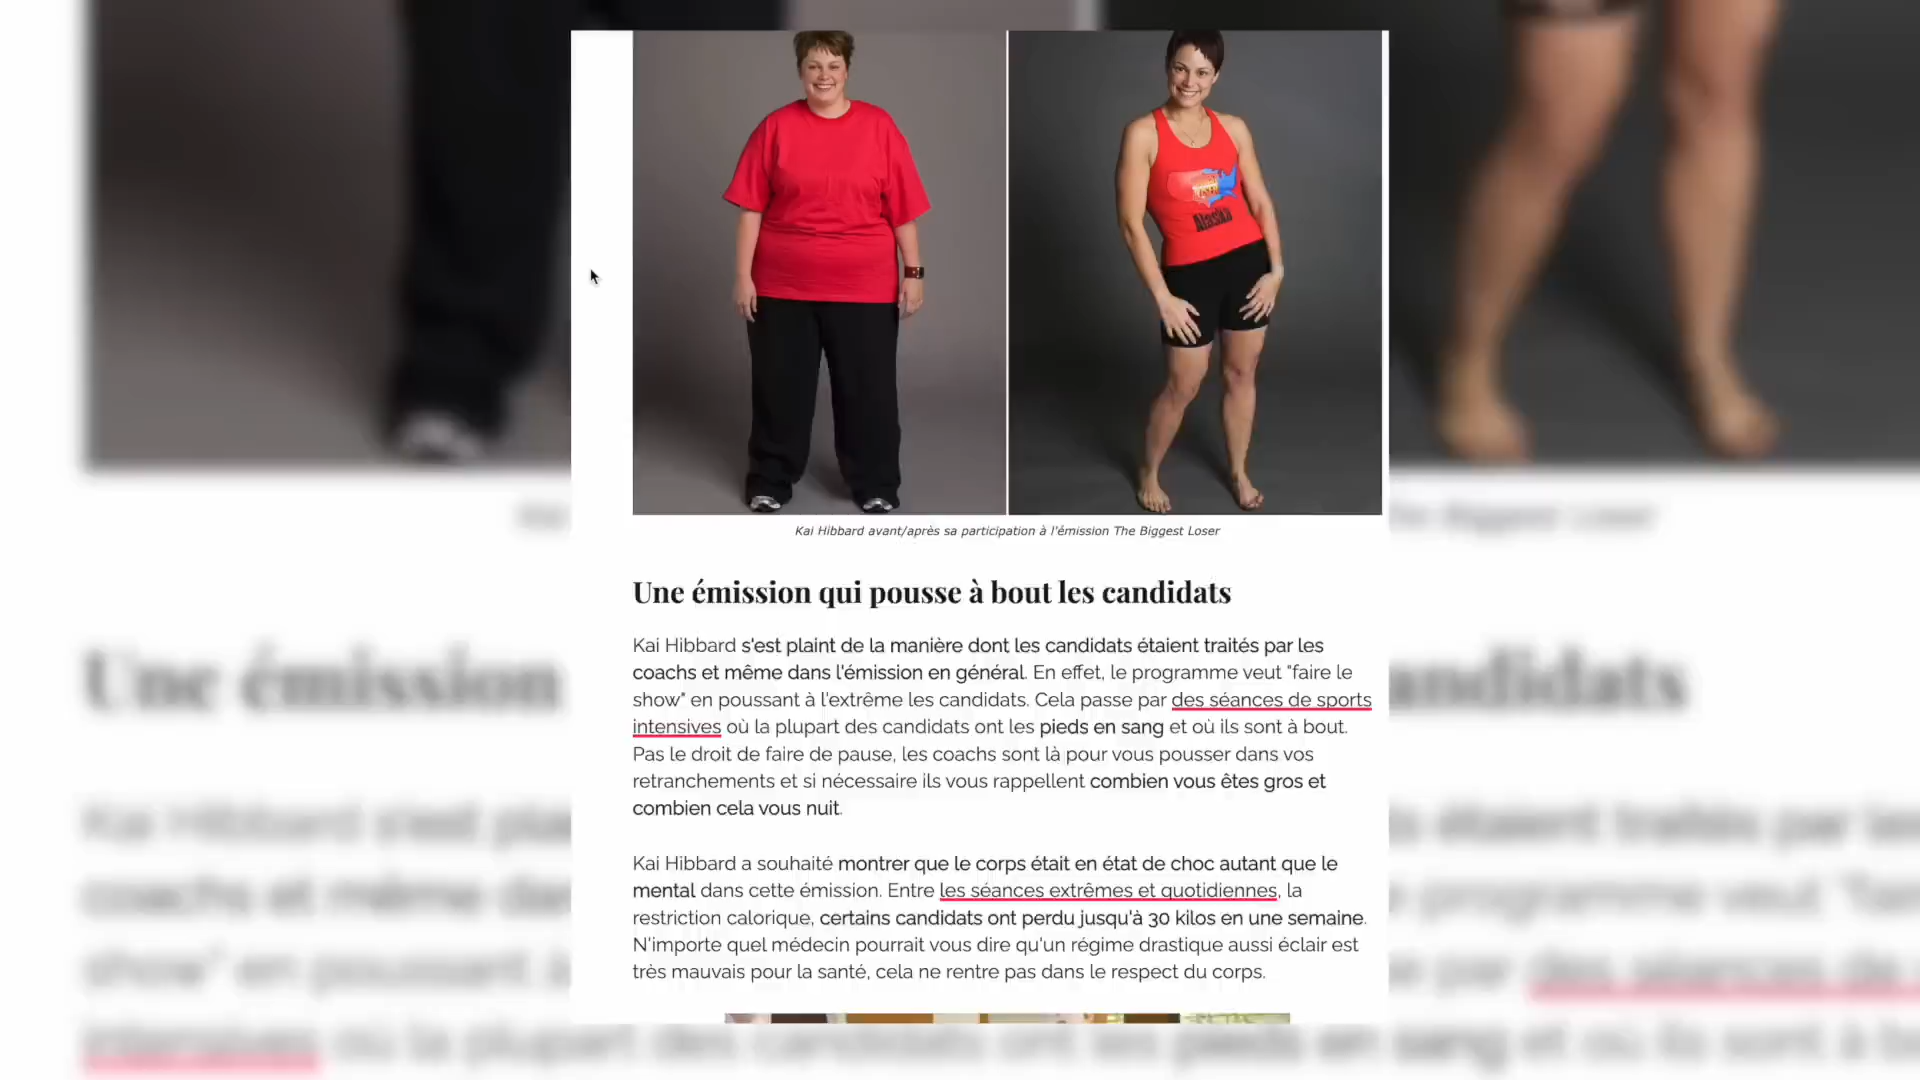 Alaska
Kai Hibbard avant/après sa participation à l'émission The Biggest Loser
Une émission qui pousse à bout les candidats
Kai Hibbard s'est plaint de la manière dont les candidats étaient traités par les
coachs et même dans l'émission en général. En effet, le programme veut "faire le
show" en poussant à l'extrême les candidats. Cela passe par des séances de sports
intensives où la plupart des candidats ont les pieds en sang et où ils sont à bout.
Pas le droit de faire de pause, les coachs sont là pour vous pousser dans vos
retranchements et si nécessaire ils vous rappellent combien vous êtes gros et
combien cela vous nuit.
Kai Hibbard a souhaité montrer que le corps était en état de choc autant que le
mental dans cette émission. Entre les séances extrêmes et quotidiennes, la
restriction calorique, certains candidats ont perdu jusqu'à 30 kilos en une semaine.
N'importe quel médecin pourrait vous dire qu'un régime drastique aussi éclair est
très mauvais pour la santé, cela ne rentre pas dans le respect du corps.